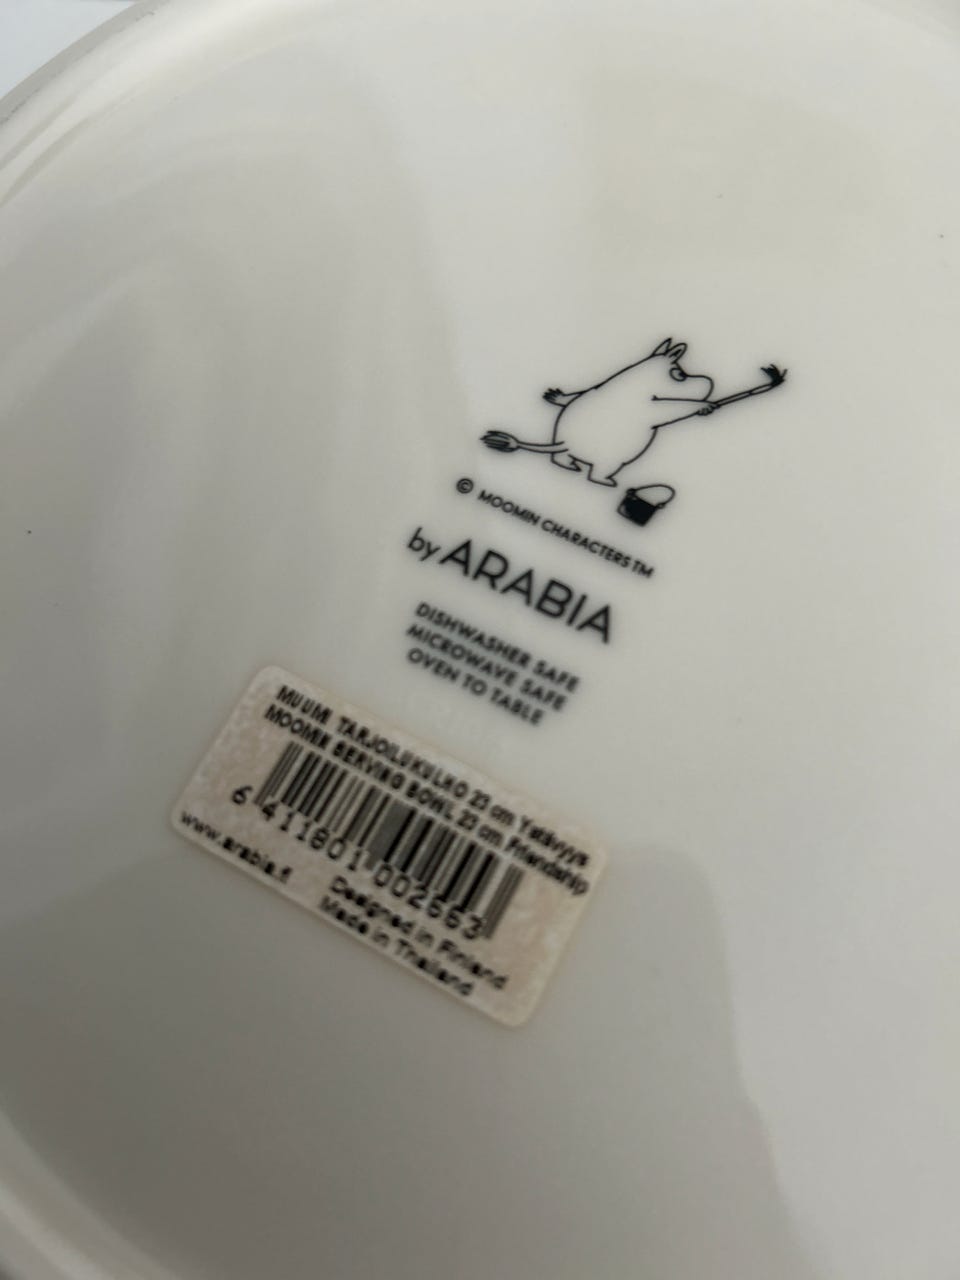 © MOOMIN CHARACTERS™
by ARABIA
DISHWASHER SAFE
MICROWAVE SAFE
OVEN TO TABLE
MUUMI TARJOILUKULHO 23 cm Ystävyys
MOOMIN SERVING BOWL 23 cm Friendship
6 411801 002663
www.arabia.fi
Designed in Finland
Made in Thailand